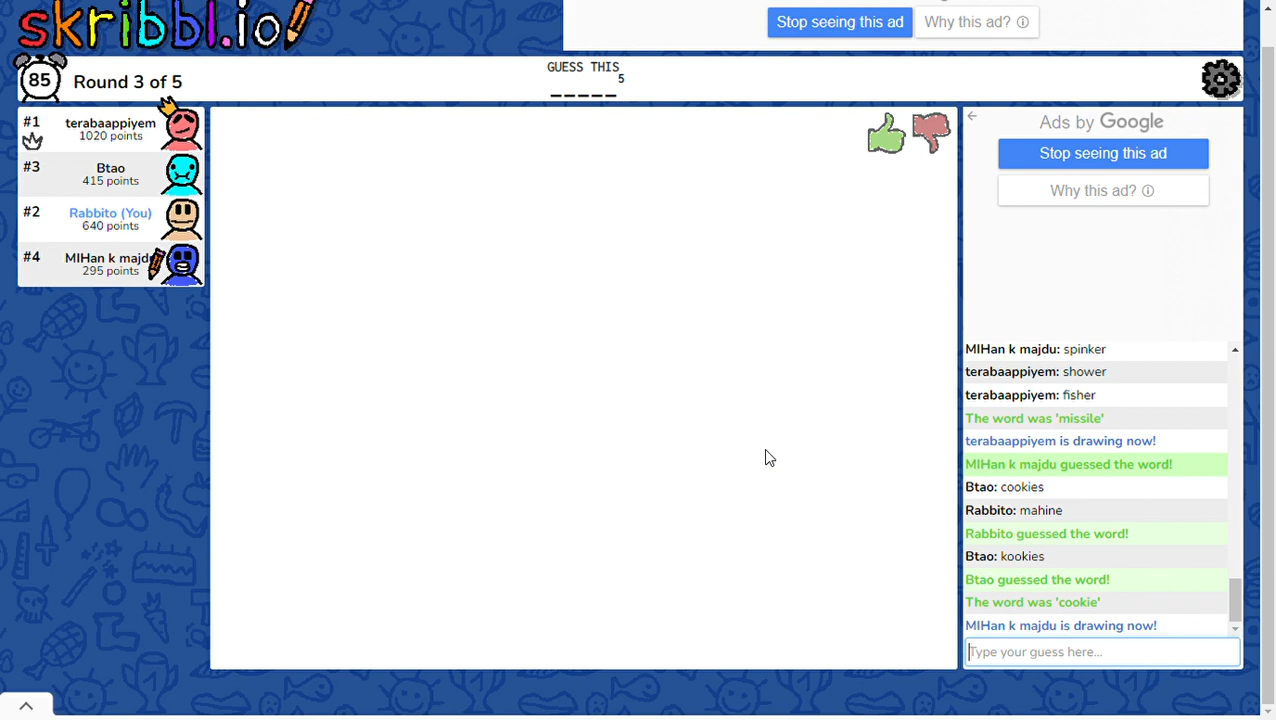 skribbl.io
Stop seeing this ad
Why this ad?
85
Round 3 of 5
GUESS THIS
5
_____
#1
terabaappiyem
1020 points
#3
Btao
415 points
#2
Rabbito (You)
640 points
#4
MIHan k majdu
295 points
Ads by Google
Stop seeing this ad
Why this ad?
MIHan k majdu: spinker
terabaappiyem: shower
terabaappiyem: fisher
The word was 'missile'
terabaappiyem is drawing now!
MIHan k majdu guessed the word!
Btao: cookies
Rabbito: mahine
Rabbito guessed the word!
Btao: kookies
Btao guessed the word!
The word was 'cookie'
MIHan k majdu is drawing now!
Type your guess here...